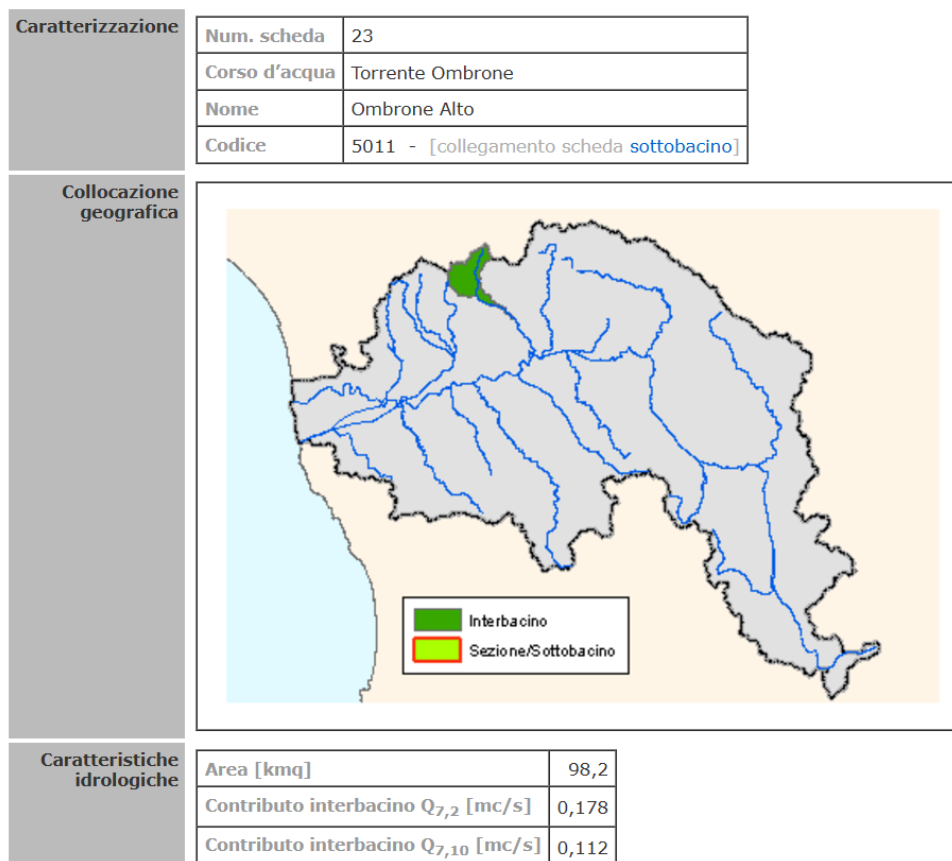 Caratterizzazione
Num. scheda 23
Corso d'acqua Torrente Ombrone
Nome Ombrone Alto
Codice 5011 - [collegamento scheda sottobacino]
Collocazione
geografica
Interbacino
Sezione/Sottobacino
Caratteristiche
idrologiche
Area [kmq] 98,2
Contributo interbacino Q7,2 [mc/s] 0,178
Contributo interbacino Q7,10 [mc/s] 0,112